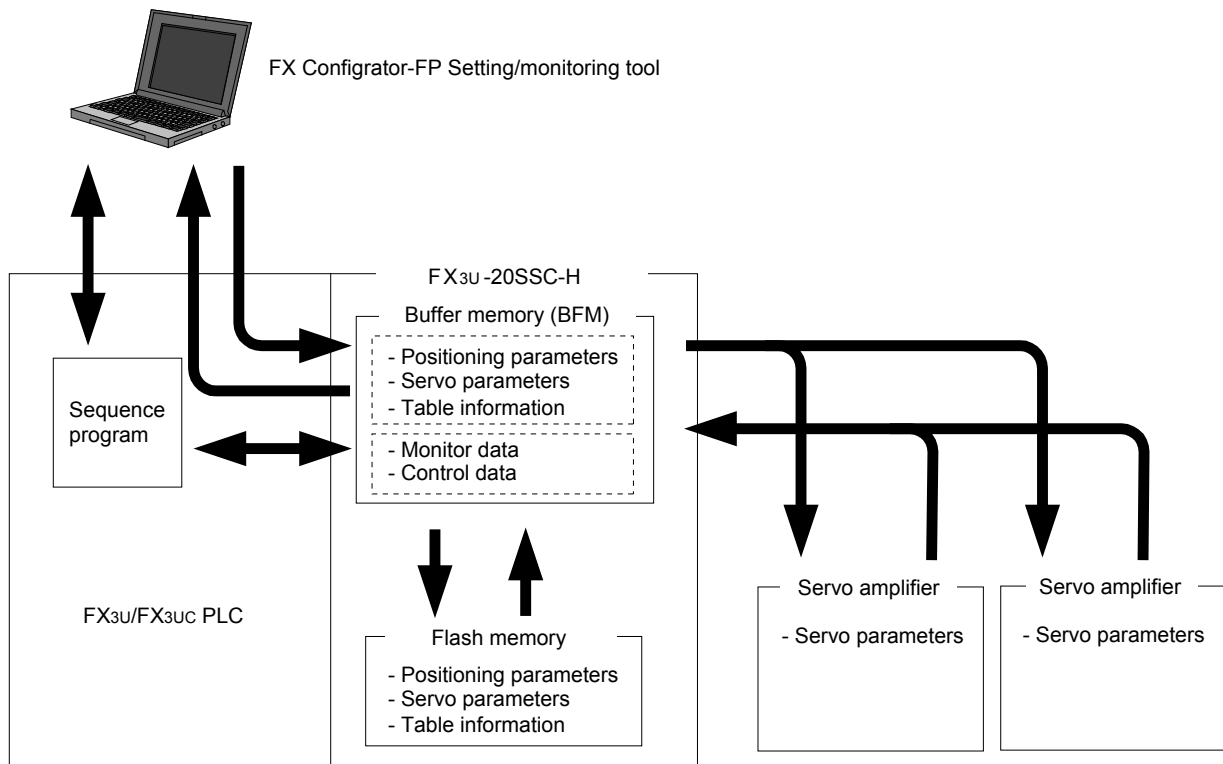 FX Configrator-FP Setting/monitoring tool
FX3U-20SSC-H
Buffer memory (BFM)
- Positioning parameters
- Servo parameters
- Table information
- Monitor data
- Control data
Sequence
program
FX3U/FX3UC PLC
Flash memory
- Positioning parameters
- Servo parameters
- Table information
Servo amplifier
- Servo parameters
Servo amplifier
- Servo parameters